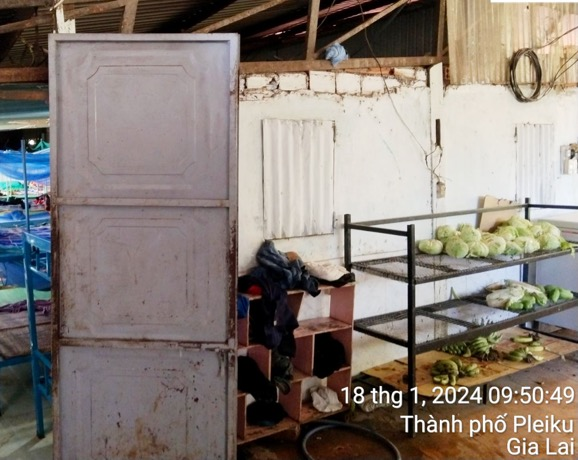 18 thg 1, 2024 09:50:49
Thành phố Pleiku
Gia Lai